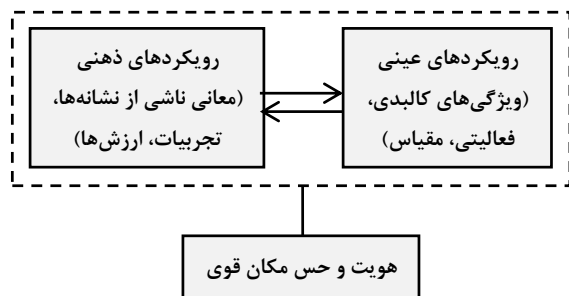 رویکردهای عینی
(ویژگی‌های کالبدی،
فعالیتی، مقیاس)
رویکردهای ذهنی
(معانی ناشی از نشانه‌ها،
تجربیات، ارزش‌ها)
هویت و حس مکان قوی